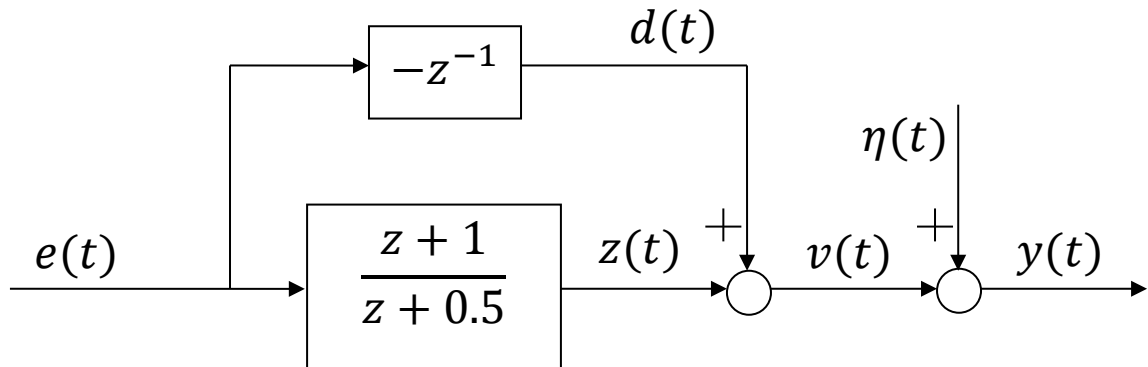 d(t)
−z⁻¹
η(t)
+ +
e(t)
z + 1
z + 0.5
z(t)
v(t)
y(t)